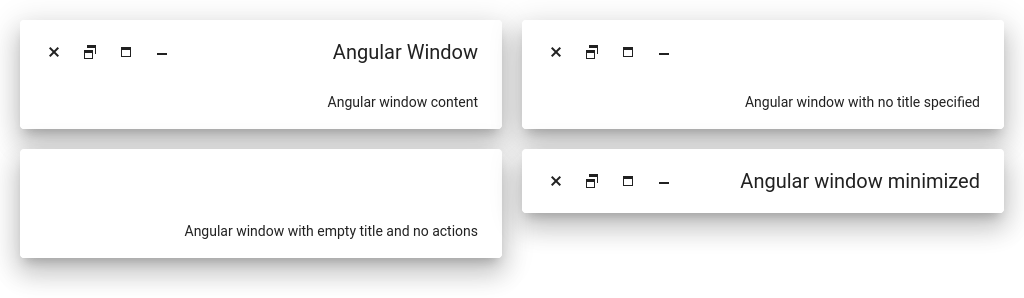 Angular Window
Angular window content
Angular window with no title specified
Angular window with empty title and no actions
Angular window minimized